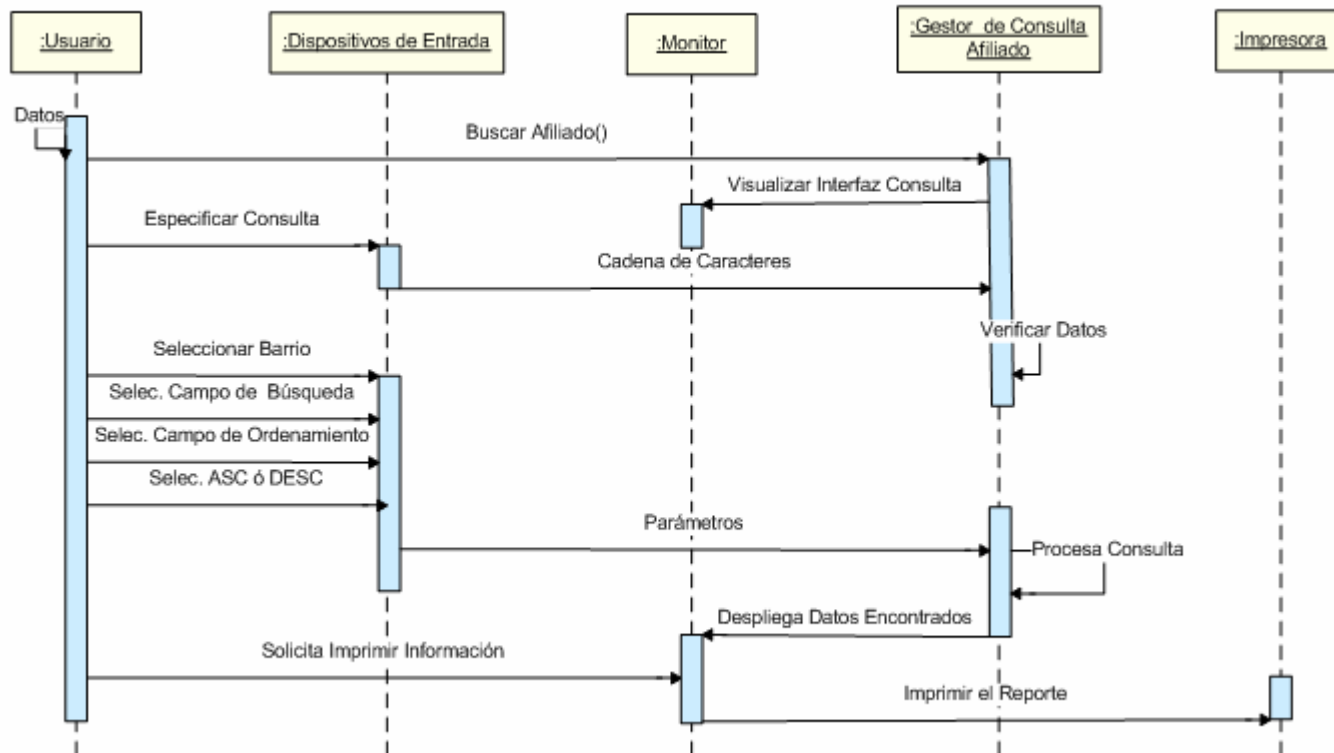 :Usuario
:Dispositivos de Entrada
:Monitor
:Gestor de Consulta
Afiliado
:Impresora
Datos
Buscar Afiliado()
Visualizar Interfaz Consulta
Especificar Consulta
Cadena de Caracteres
Verificar Datos
Seleccionar Barrio
Selec. Campo de Búsqueda
Selec. Campo de Ordenamiento
Selec. ASC ó DESC
Parámetros
Procesa Consulta
Despliega Datos Encontrados
Solicita Imprimir Información
Imprimir el Reporte